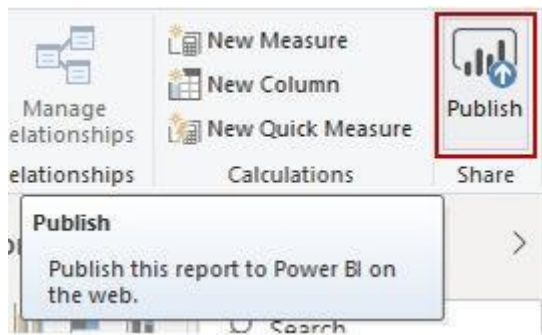 New Measure
New Column
Manage
elationships
New Quick Measure
Publish
elationships
Calculations
Share
Publish
Publish this report to Power BI on
the web.
Search